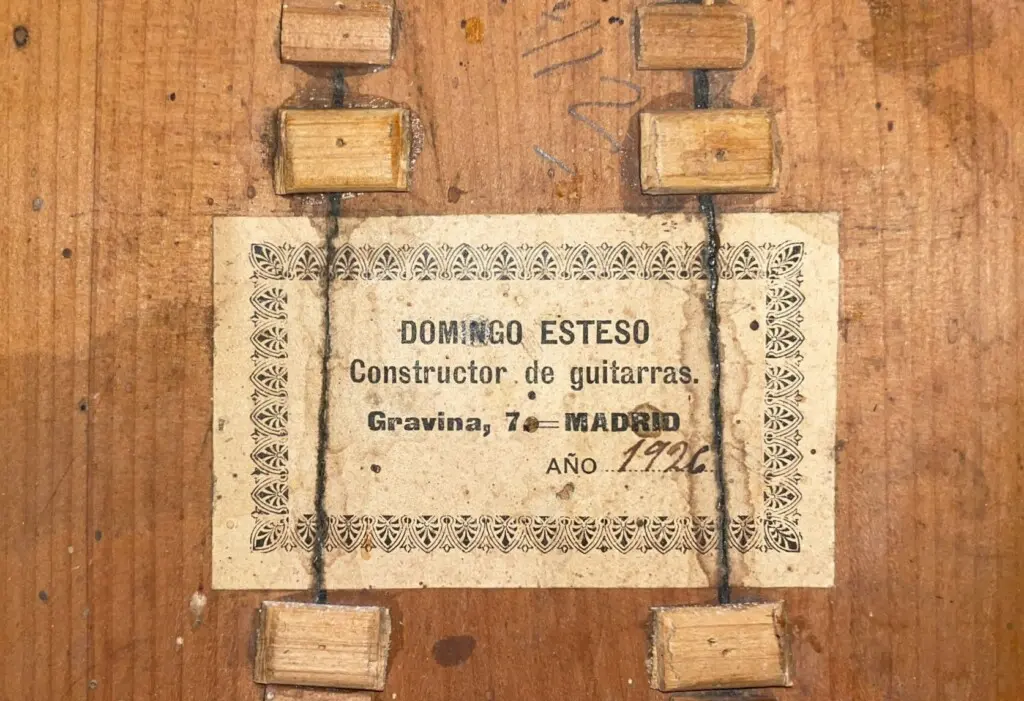 DOMINGO ESTESO
Constructor de guitarras.
Gravina, 7.=MADRID
AÑO 1926